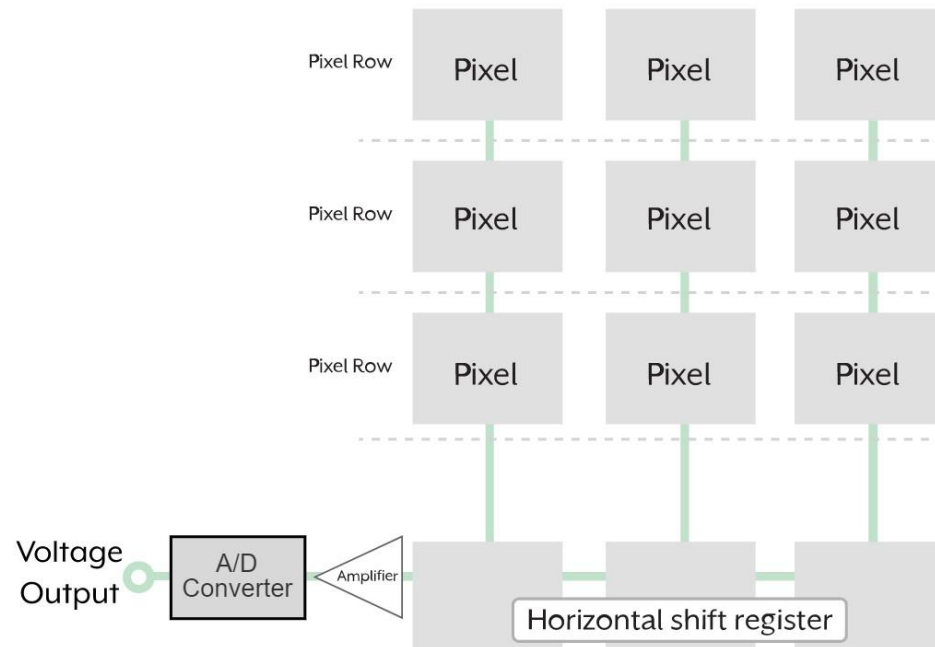 Pixel Row
Pixel
Pixel
Pixel
Pixel Row
Pixel
Pixel
Pixel
Pixel Row
Pixel
Pixel
Pixel
Voltage
Output
A/D
Converter
Amplifier
Horizontal shift register